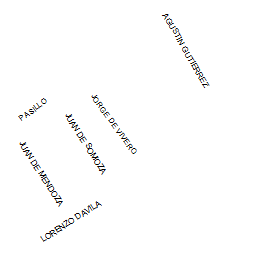 AGUSTIN GUTIERREZ
PASILLO
JORGE DE VIVERO
JUAN DE SOMOZA
JUAN DE MENDOZA
LORENZO DAVILA